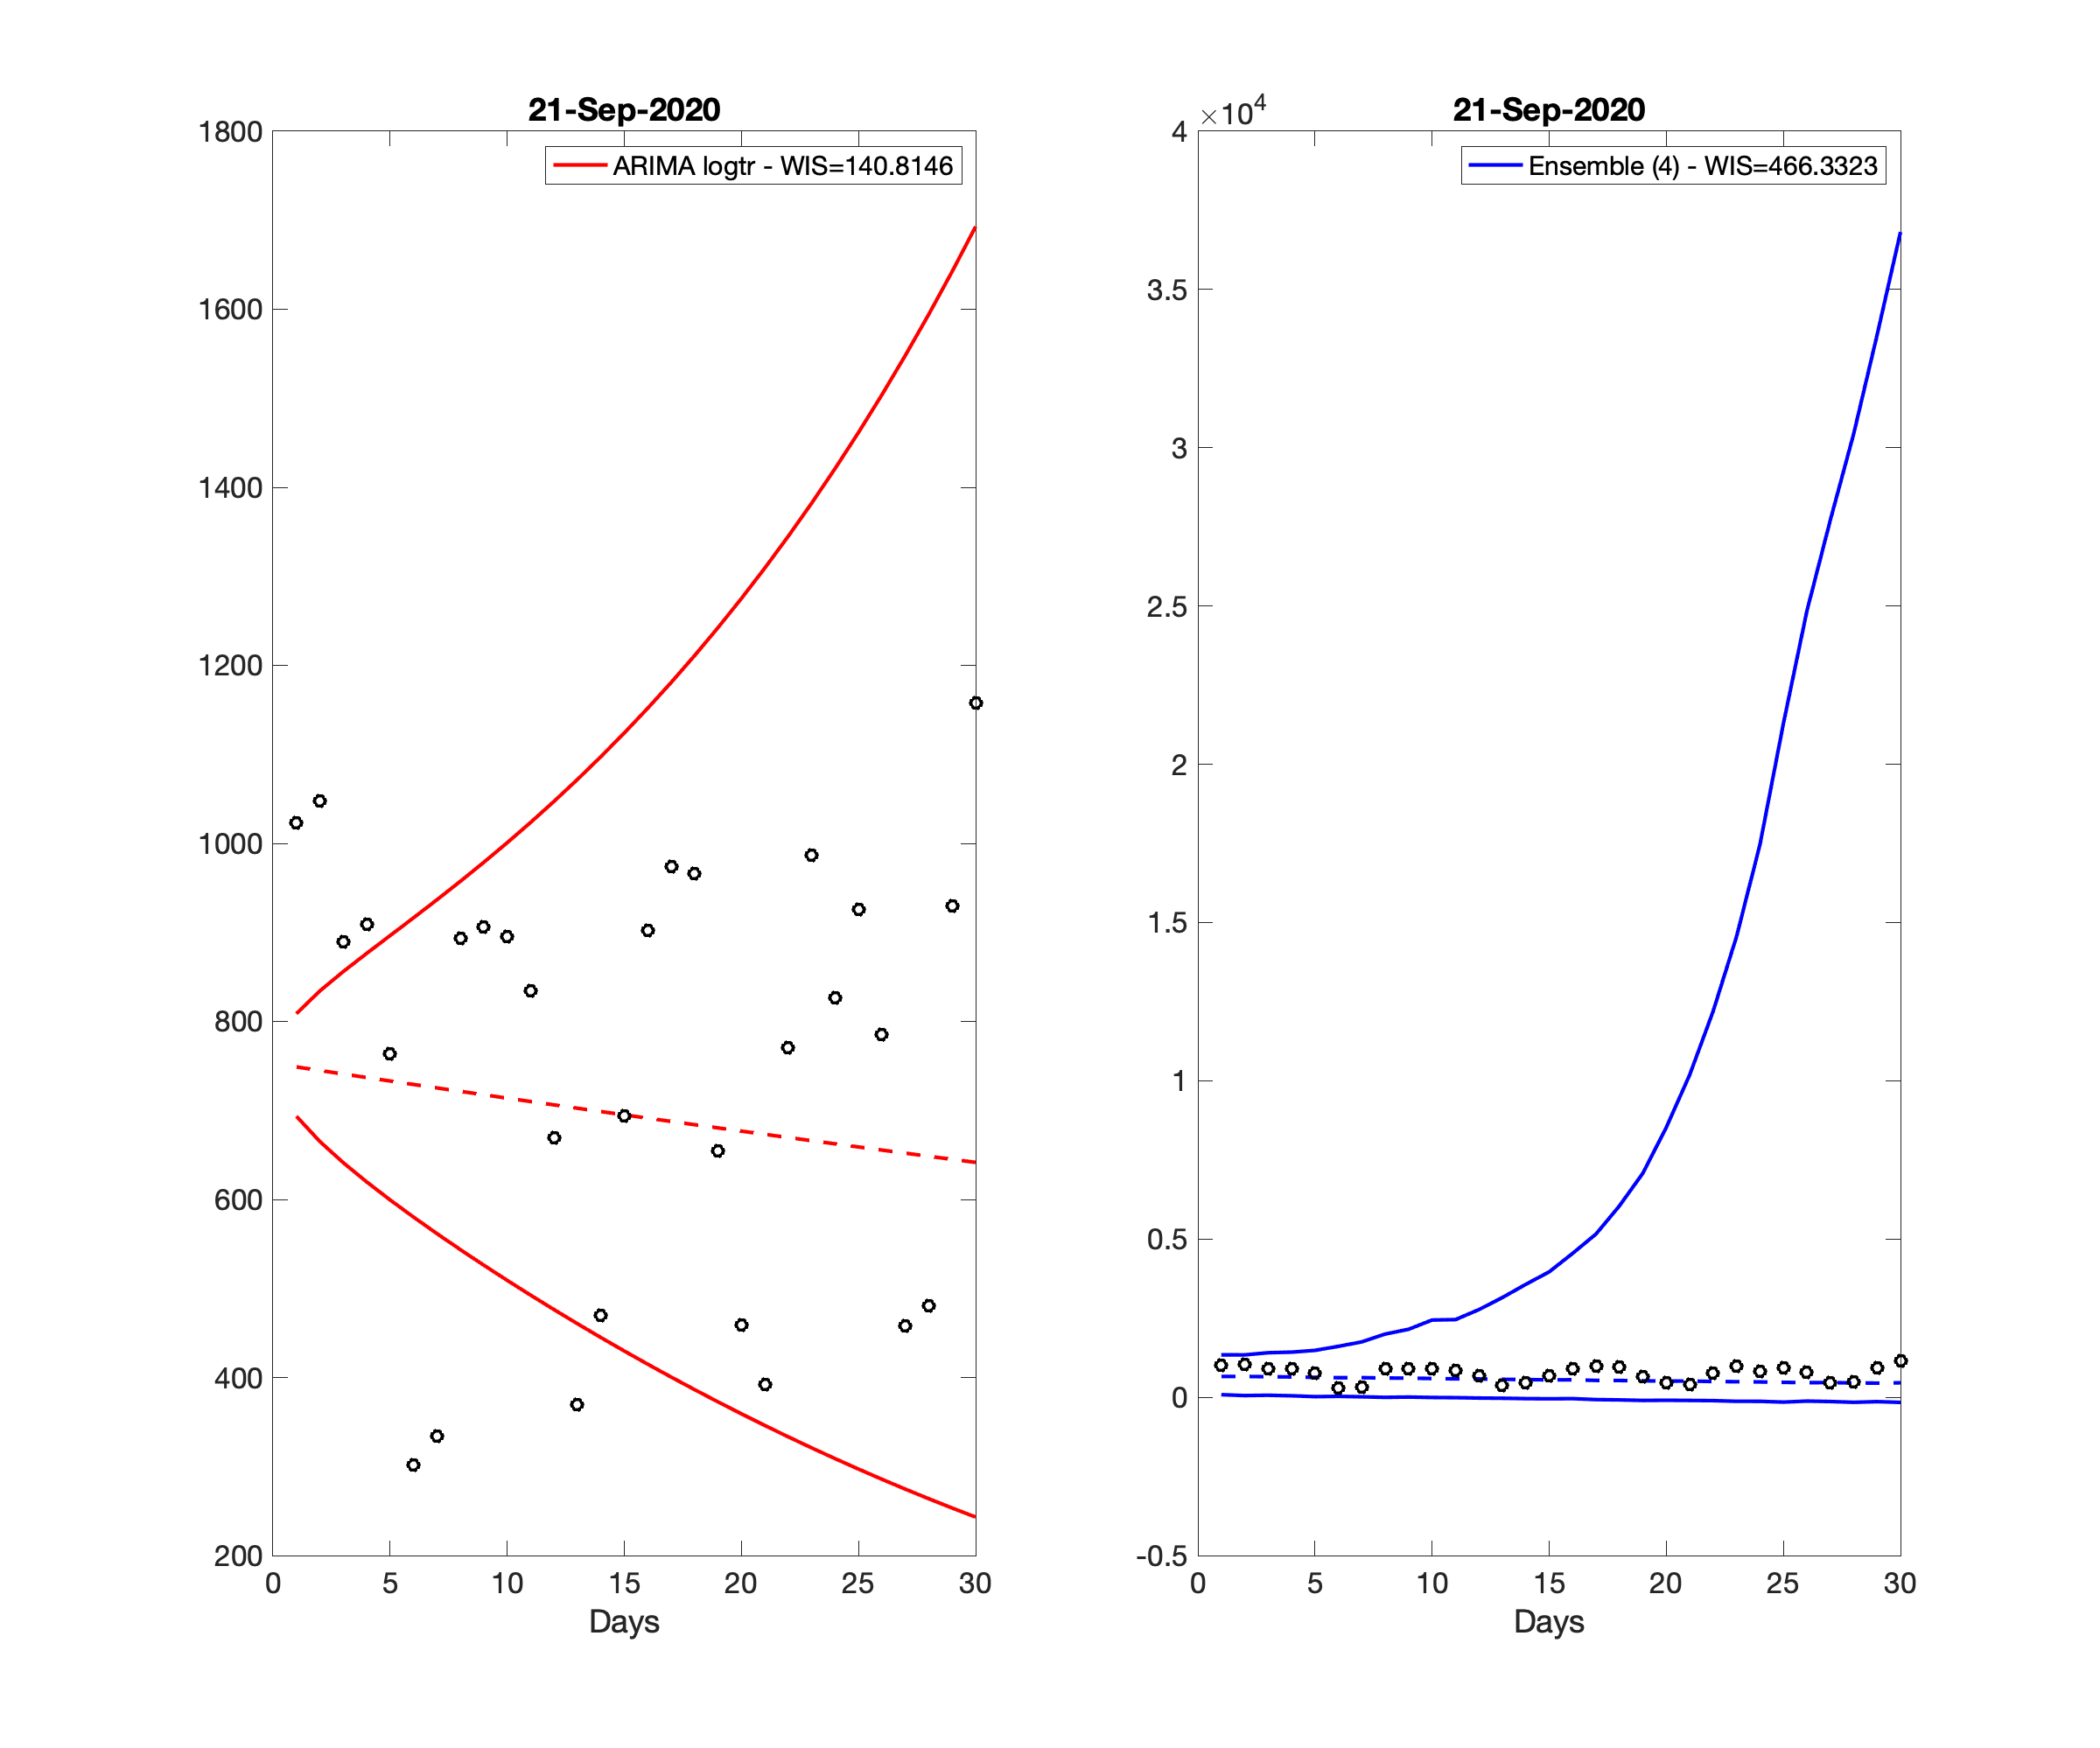 21-Sep-2020
ARIMA logtr - WIS=140.8146
1800
1600
1400
1200
1000
800
600
400
200
0 5 10 15 20 25 30
Days
21-Sep-2020
×10⁴
Ensemble (4) - WIS=466.3323
4
3.5
3
2.5
2
1.5
1
0.5
0
-0.5
0 5 10 15 20 25 30
Days